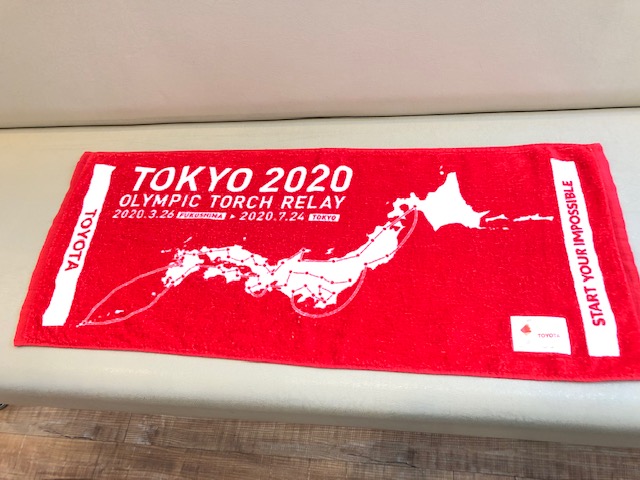 TOKYO 2020
OLYMPIC TORCH RELAY
2020.3.26 FUKUSHIMA ▶ 2020.7.24 TOKYO
TOYOTA
START YOUR IMPOSSIBLE
TOYOTA